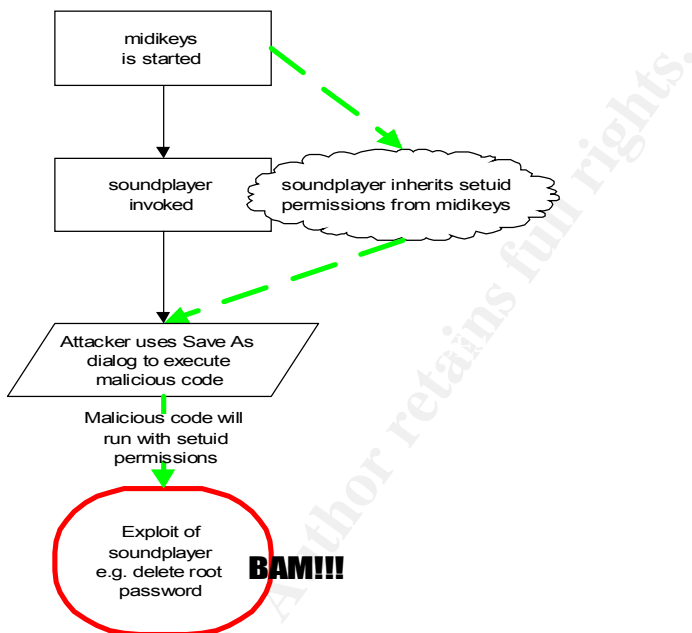 midikeys
is started
soundplayer
invoked
soundplayer inherits setuid
permissions from midikeys
Attacker uses Save As
dialog to execute
malicious code
Malicious code will
run with setuid
permissions
Exploit of
soundplayer
e.g. delete root
password
BAM!!!
Author retains full rights.